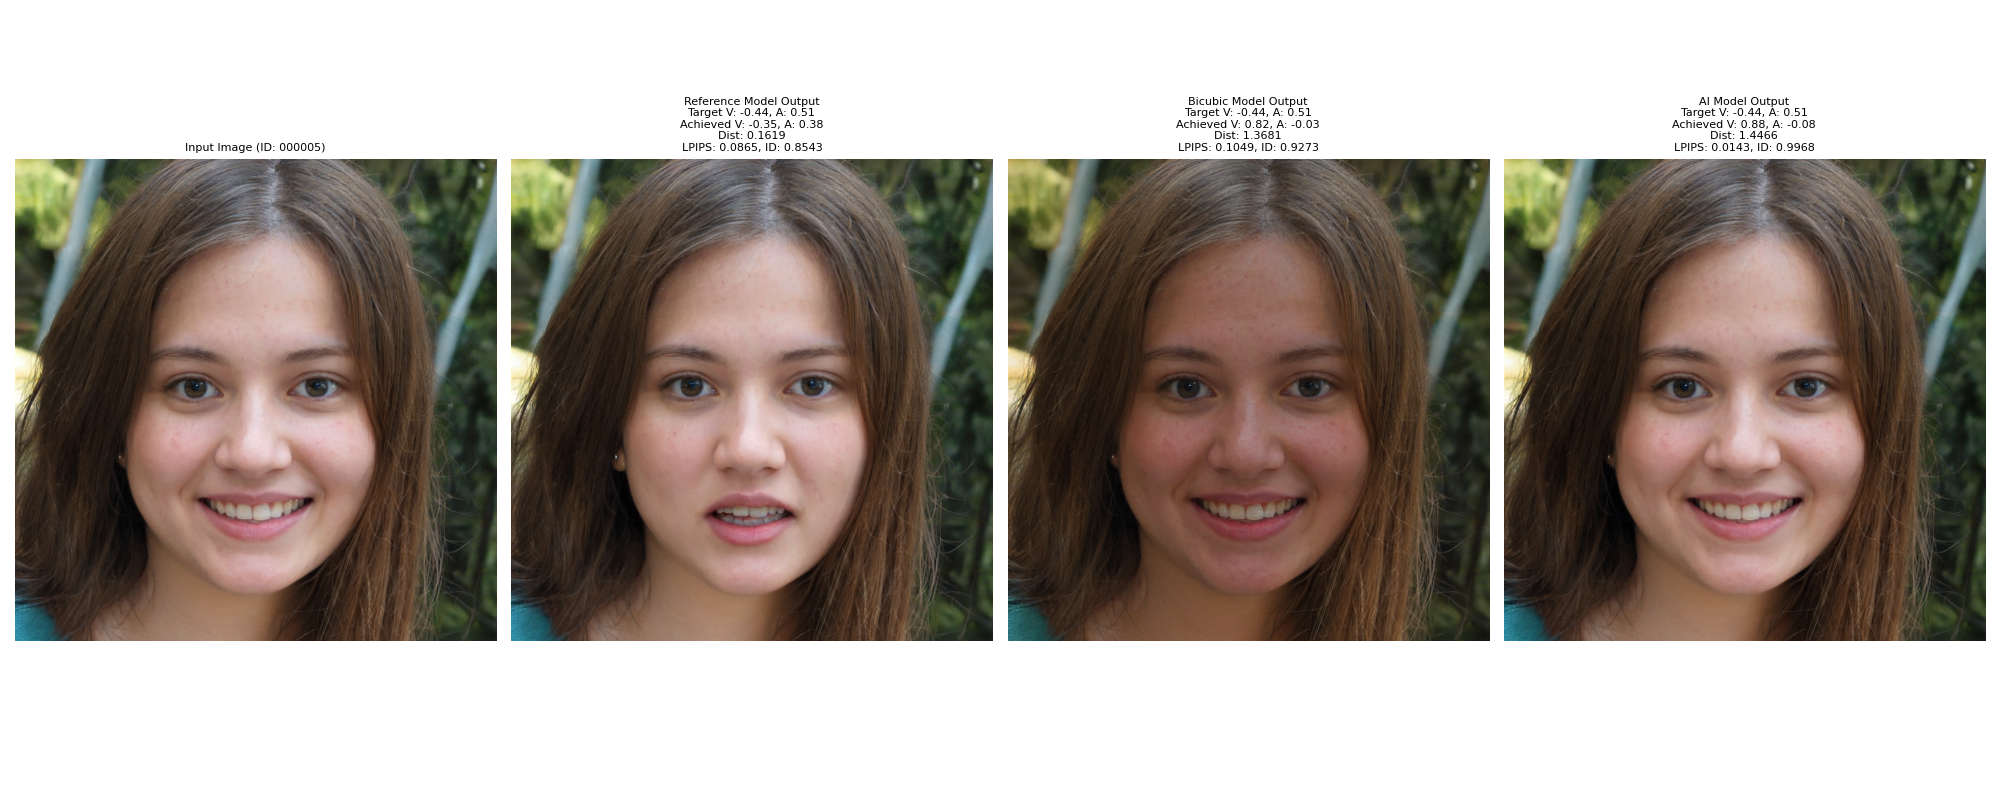 Input Image (ID: 000005)
Reference Model Output
Target V: -0.44, A: 0.51
Achieved V: -0.35, A: 0.38
Dist: 0.1619
LPIPS: 0.0865, ID: 0.8543
Bicubic Model Output
Target V: -0.44, A: 0.51
Achieved V: 0.82, A: -0.03
Dist: 1.3681
LPIPS: 0.1049, ID: 0.9273
AI Model Output
Target V: -0.44, A: 0.51
Achieved V: 0.88, A: -0.08
Dist: 1.4466
LPIPS: 0.0143, ID: 0.9968